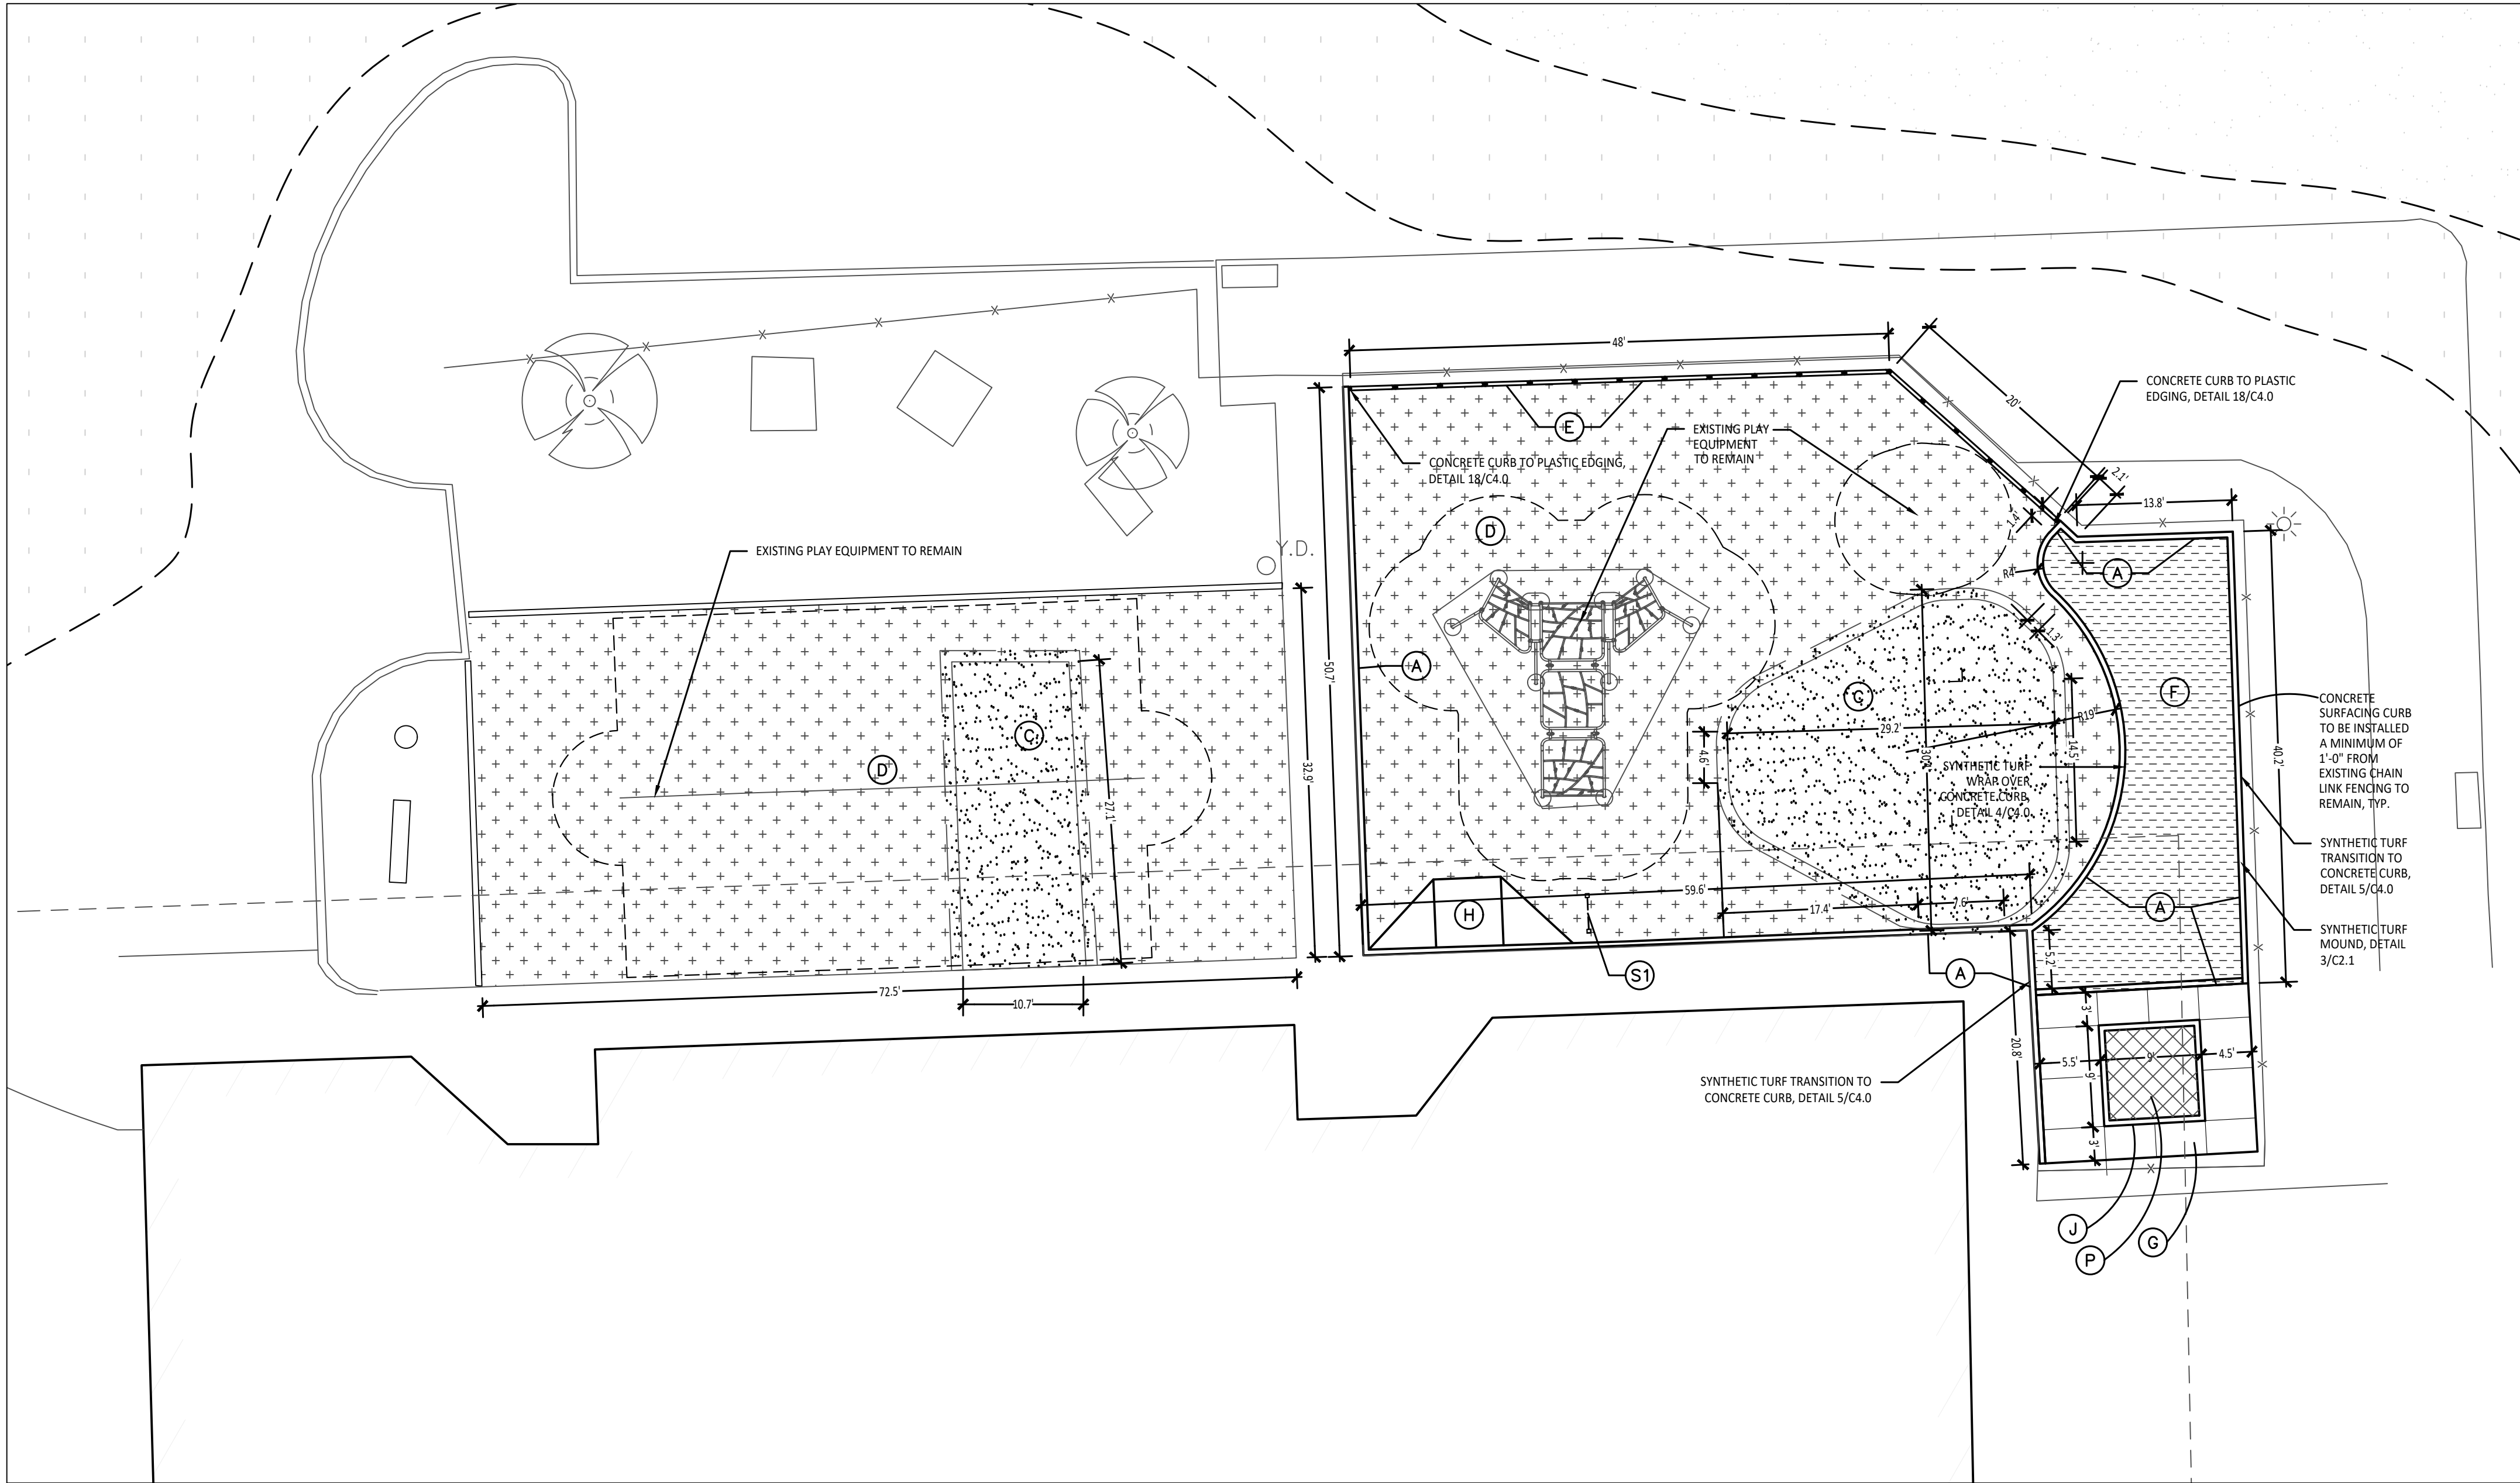 48'
20'
CONCRETE CURB TO PLASTIC
EDGING, DETAIL 18/C4.0
E
EXISTING PLAY
EQUIPMENT
TO REMAIN
CONCRETE CURB TO PLASTIC EDGING,
DETAIL 18/C4.0
2.1'
13.8'
1.4'
D
Y.D.
EXISTING PLAY EQUIPMENT TO REMAIN
R4'
A
1.3'
A
50.7'
F
C
CONCRETE
SURFACING CURB
TO BE INSTALLED
A MINIMUM OF
1'-0" FROM
EXISTING CHAIN
LINK FENCING TO
REMAIN, TYP.
R19'
29.2'
C
D
32.9'
4.6'
14.5'
40.2'
SYNTHETIC TURF
WRAP OVER
CONCRETE CURB,
DETAIL 4/C4.0
27.1'
SYNTHETIC TURF
TRANSITION TO
CONCRETE CURB,
DETAIL 5/C4.0
59.6'
H
17.4'
7.6'
A
SYNTHETIC TURF
MOUND, DETAIL
3/C2.1
5.2'
S1
A
72.5'
10.7'
3'
20.8'
5.5'
9'
4.5'
9'
SYNTHETIC TURF TRANSITION TO
CONCRETE CURB, DETAIL 5/C4.0
3'
J
P
G